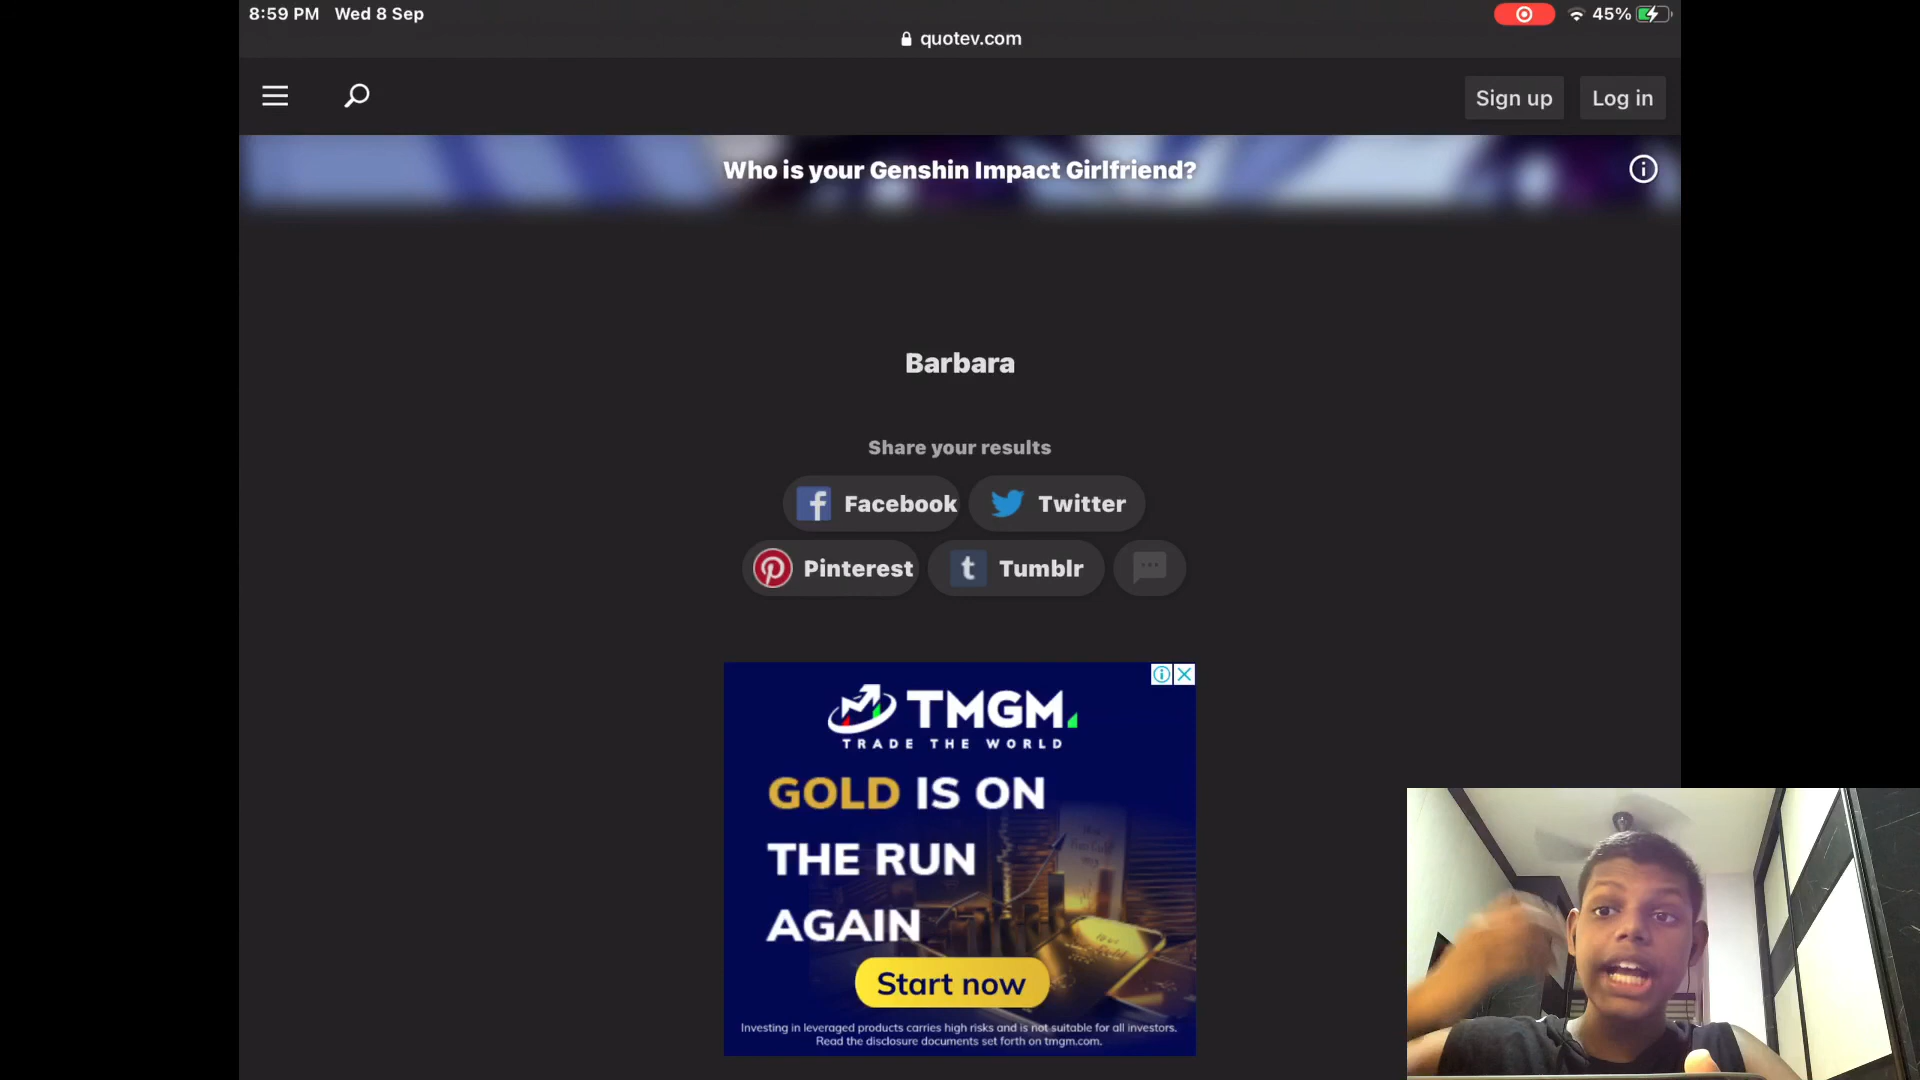 8:59 PM Wed 8 Sep
45%
quotev.com
Sign up
Log in
Who is your Genshin Impact Girlfriend?
Barbara
Share your results
Facebook
Twitter
Pinterest
Tumblr
TMGM
TRADE THE WORLD
GOLD IS ON
THE RUN
AGAIN
Start now
Investing in leveraged products carries high risks and is not suitable for all investors.
Read the disclosure documents set forth on tmgm.com.